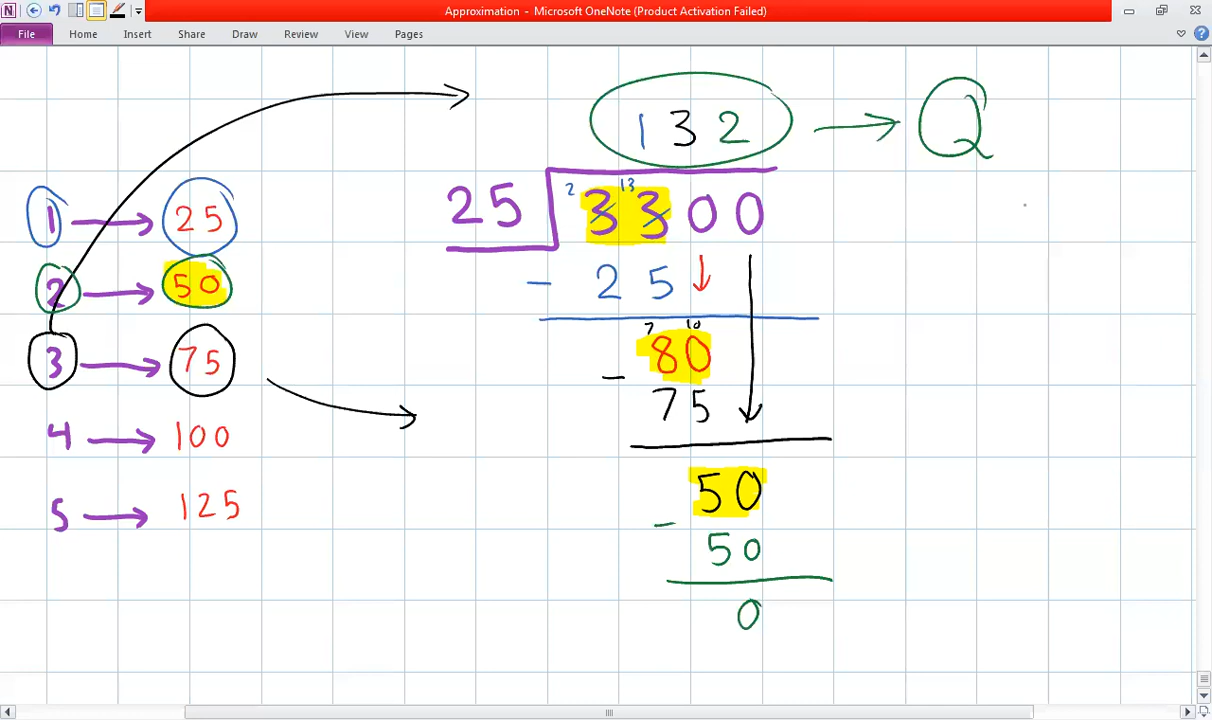 Approximation - Microsoft OneNote (Product Activation Failed)
File Home Insert Share Draw Review View Pages
132 → Q
25 3300
2 13
- 25
7 10
80
- 75
50
- 50
0
1 → 25
2 → 50
3 → 75
4 → 100
5 → 125